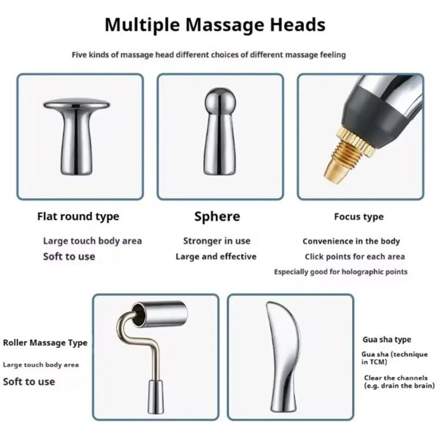 Multiple Massage Heads
Five kinds of massage head different choices of different massage feeling
Flat round type
Large touch body area
Soft to use
Sphere
Stronger in use
Large and effective
Focus type
Convenience in the body
Click points for each area
Especially good for holographic points
Roller Massage Type
Large touch body area
Soft to use
Gua sha type
Gua sha (technique
in TCM)
Clear the channels
(e.g. drain the brain)